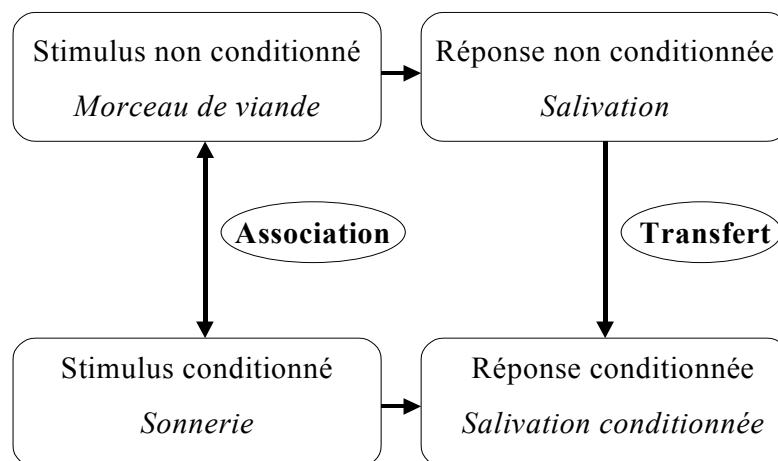 Stimulus non conditionné
Morceau de viande
Réponse non conditionnée
Salivation
Association
Transfert
Stimulus conditionné
Sonnerie
Réponse conditionnée
Salivation conditionnée